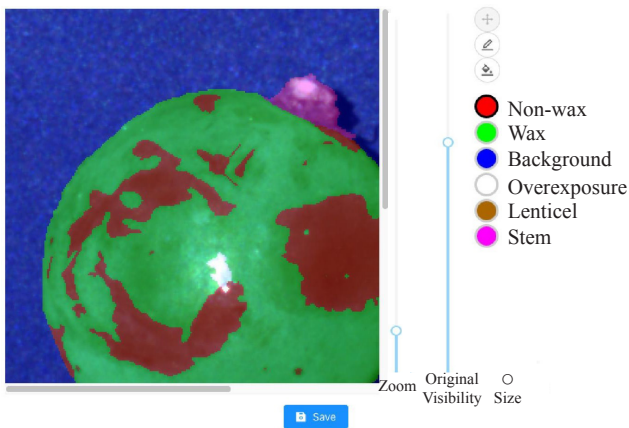 Non-wax
Wax
Background
Overexposure
Lenticel
Stem
Zoom
Original
Visibility
Size
Save